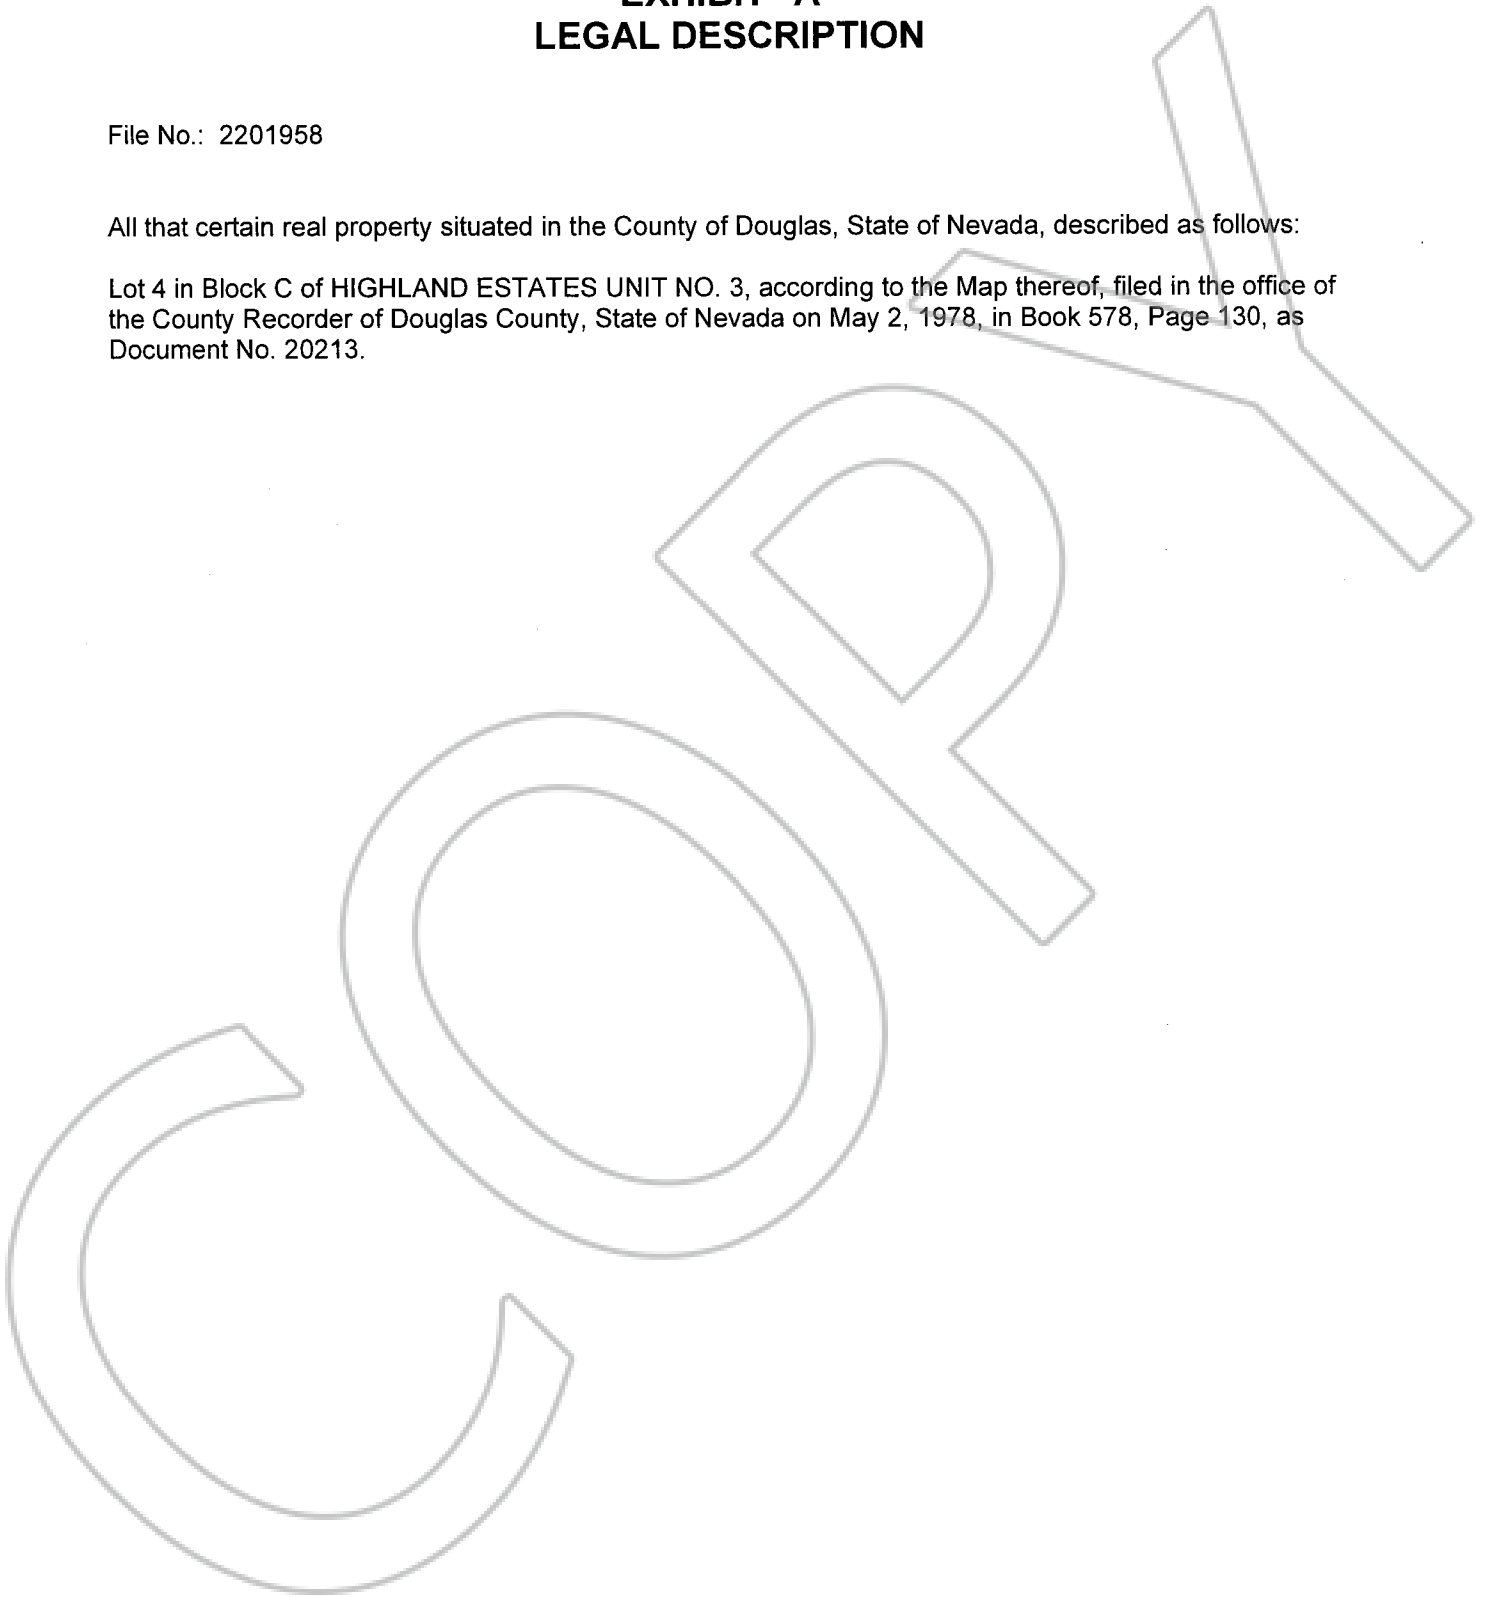 EXHIBIT "A"
LEGAL DESCRIPTION
File No.: 2201958
All that certain real property situated in the County of Douglas, State of Nevada, described as follows:
Lot 4 in Block C of HIGHLAND ESTATES UNIT NO. 3, according to the Map thereof, filed in the office of
the County Recorder of Douglas County, State of Nevada on May 2, 1978, in Book 578, Page 130, as
Document No. 20213.
COPY